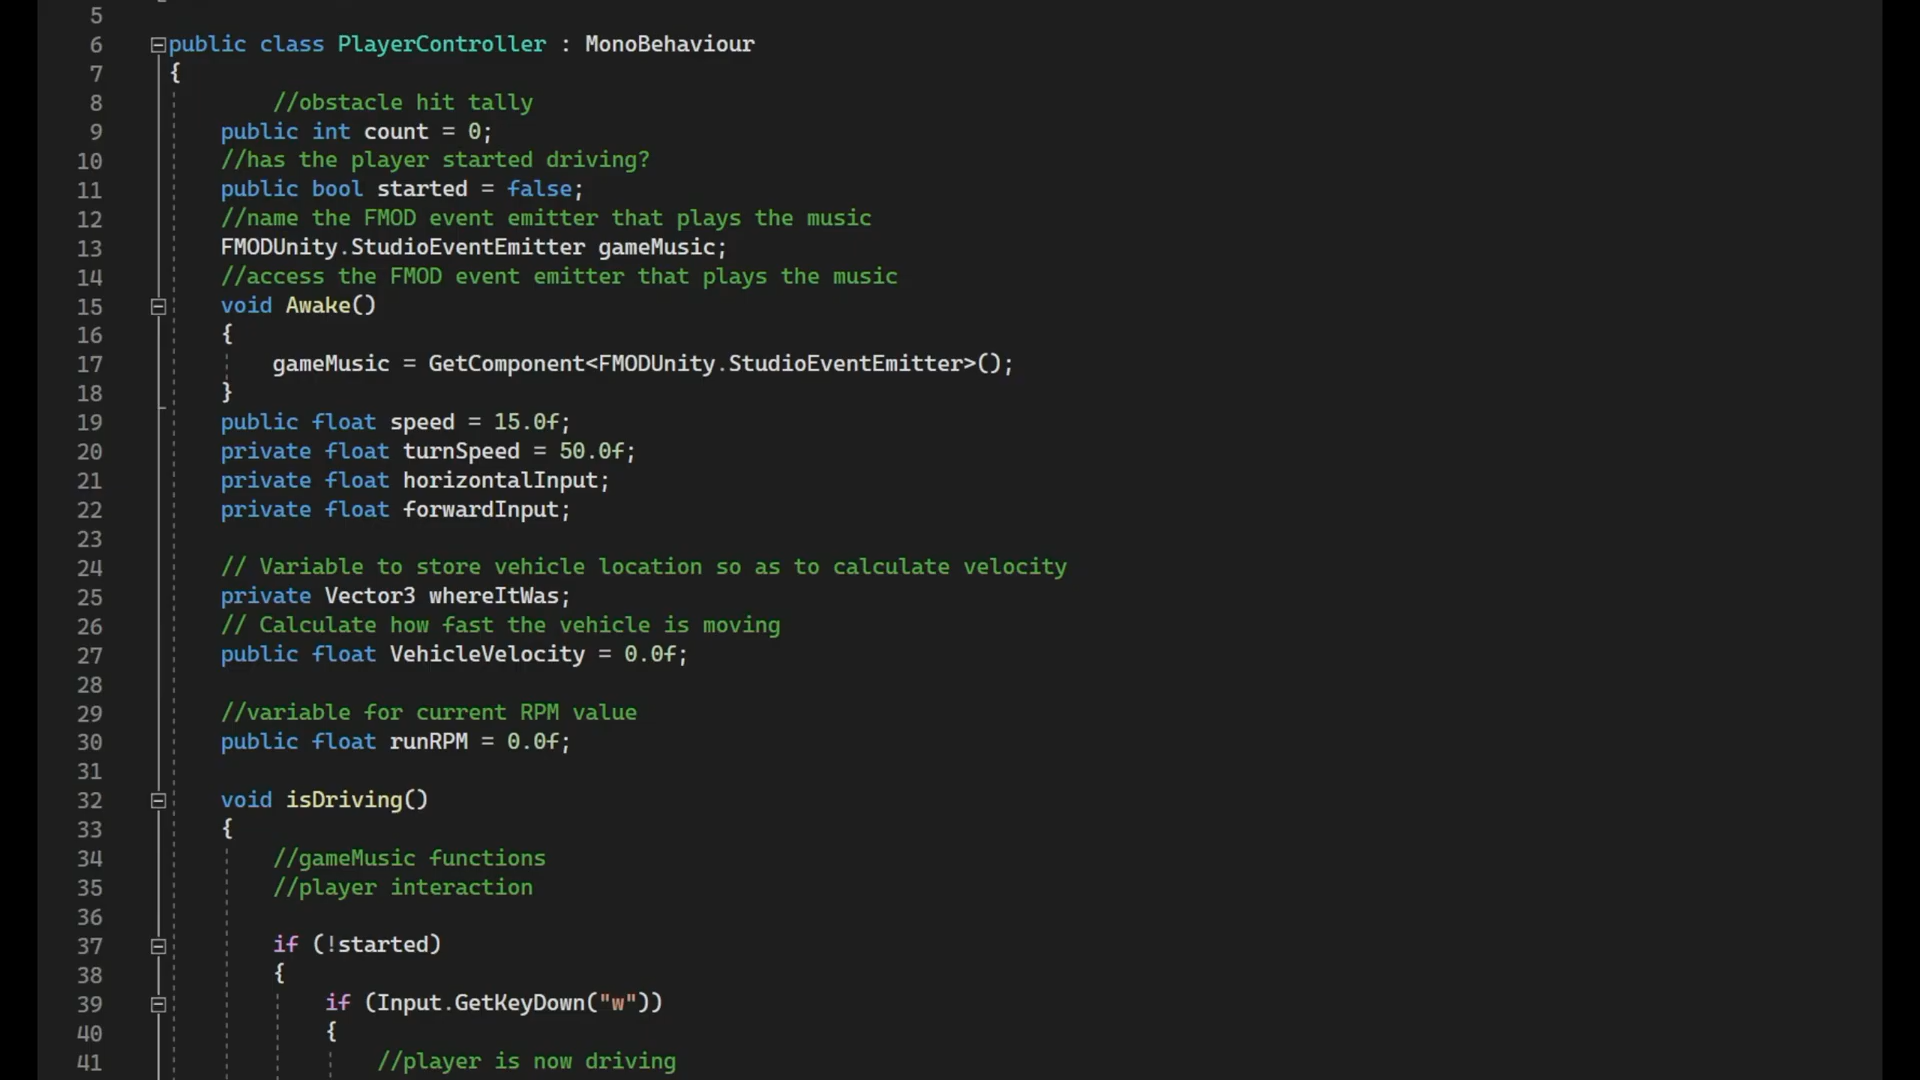 5
6 public class PlayerController : MonoBehaviour
7 {
8 //obstacle hit tally
9 public int count = 0;
10 //has the player started driving?
11 public bool started = false;
12 //name the FMOD event emitter that plays the music
13 FMODUnity.StudioEventEmitter gameMusic;
14 //access the FMOD event emitter that plays the music
15 void Awake()
16 {
17 gameMusic = GetComponent<FMODUnity.StudioEventEmitter>();
18 }
19 public float speed = 15.0f;
20 private float turnSpeed = 50.0f;
21 private float horizontalInput;
22 private float forwardInput;
23
24 // Variable to store vehicle location so as to calculate velocity
25 private Vector3 whereItWas;
26 // Calculate how fast the vehicle is moving
27 public float VehicleVelocity = 0.0f;
28
29 //variable for current RPM value
30 public float runRPM = 0.0f;
31
32 void isDriving()
33 {
34 //gameMusic functions
35 //player interaction
36
37 if (!started)
38 {
39 if (Input.GetKeyDown("w"))
40 {
41 //player is now driving